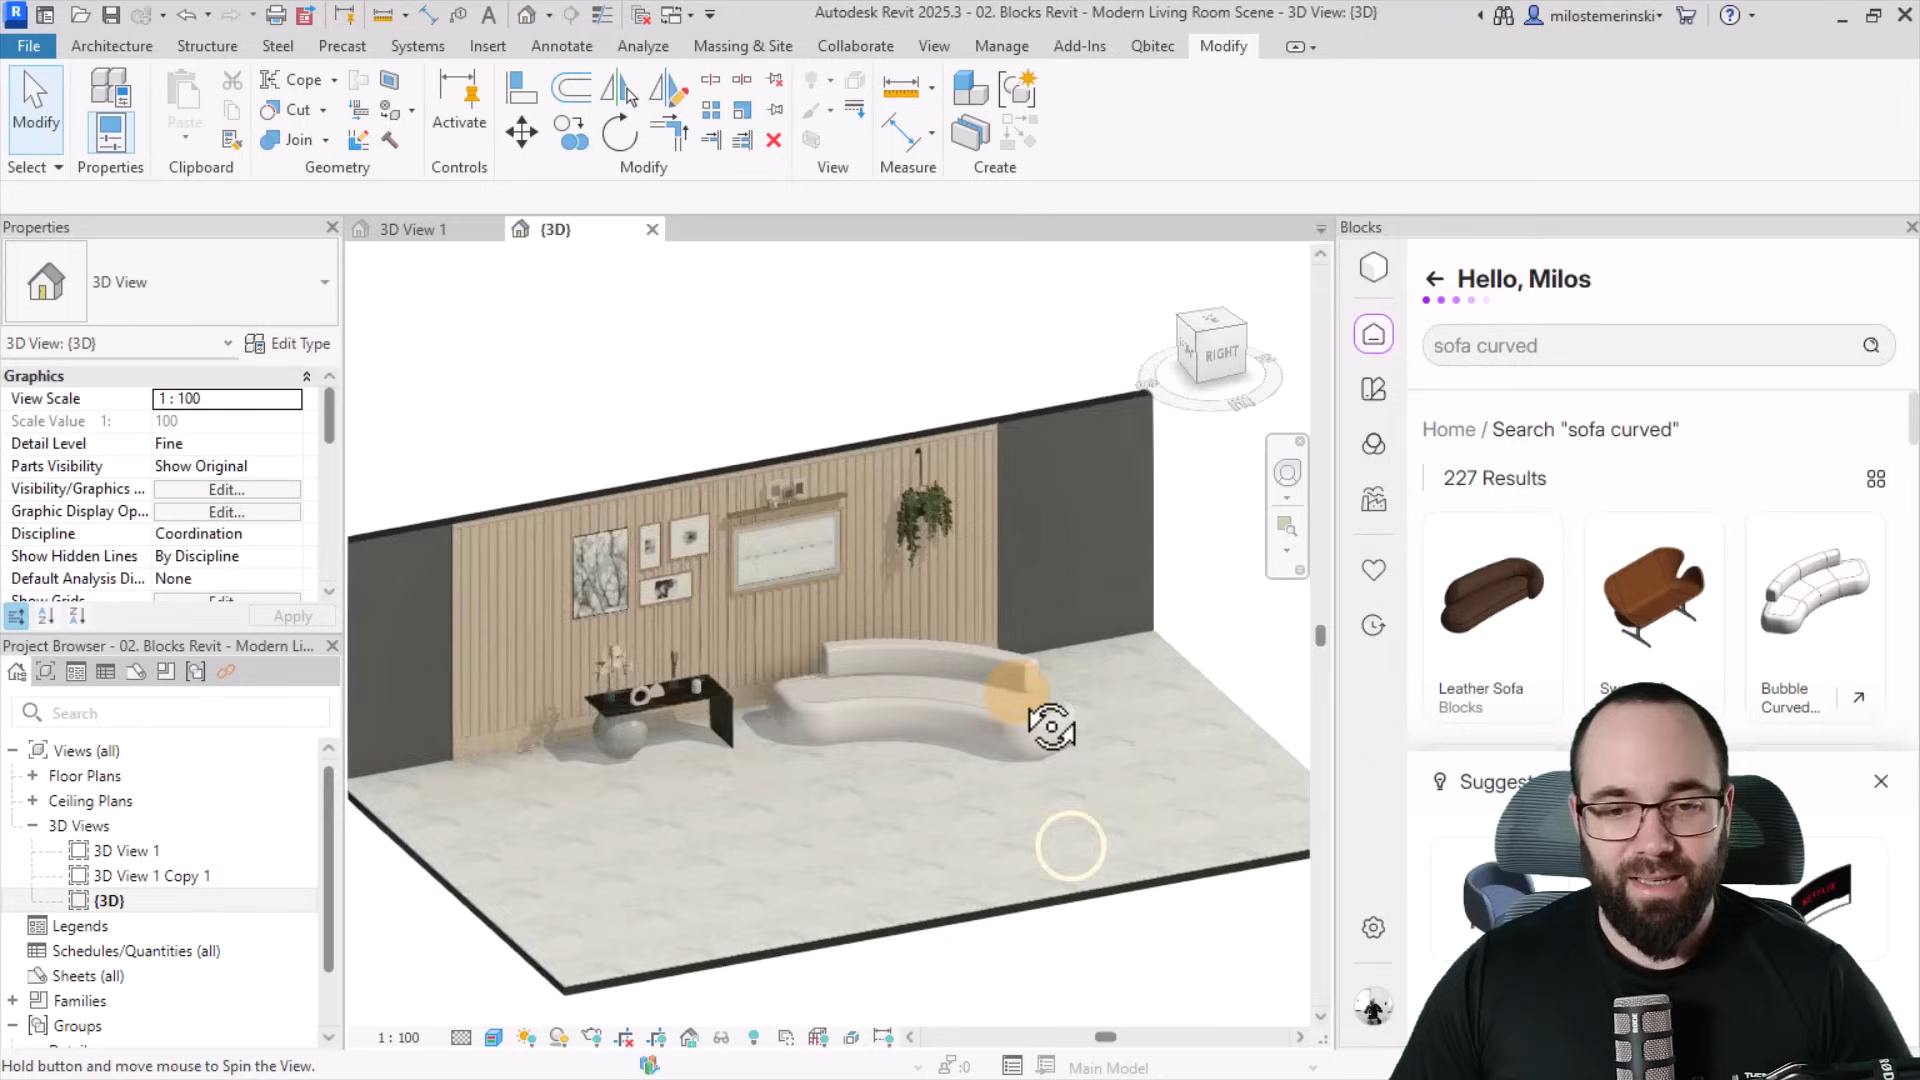 Autodesk Revit 2025.3 - 02. Blocks Revit - Modern Living Room Scene - 3D View: {3D}
milostemerinski
File
Architecture
Structure
Steel
Precast
Systems
Insert
Annotate
Analyze
Massing & Site
Collaborate
View
Manage
Add-Ins
Qbitec
Modify
Modify
Paste
Cope
Cut
Join
Activate
Select
Properties
Clipboard
Geometry
Controls
Modify
View
Measure
Create
Properties
3D View
3D View: {3D}
Edit Type
Graphics
View Scale
1 : 100
Scale Value 1:
100
Detail Level
Fine
Parts Visibility
Show Original
Visibility/Graphics ...
Edit...
Graphic Display Op...
Edit...
Discipline
Coordination
Show Hidden Lines
By Discipline
Default Analysis Di...
None
Show Grids
Edit...
Apply
Project Browser - 02. Blocks Revit - Modern Li...
Search
Views (all)
Floor Plans
Ceiling Plans
3D Views
3D View 1
3D View 1 Copy 1
{3D}
Legends
Schedules/Quantities (all)
Sheets (all)
Families
Groups
3D View 1
{3D}
RIGHT
1 : 100
Hold button and move mouse to Spin the View.
:0
Main Model
Blocks
Hello, Milos
sofa curved
Home / Search "sofa curved"
227 Results
Leather Sofa
Blocks
Bubble
Curved...
NETFLIX